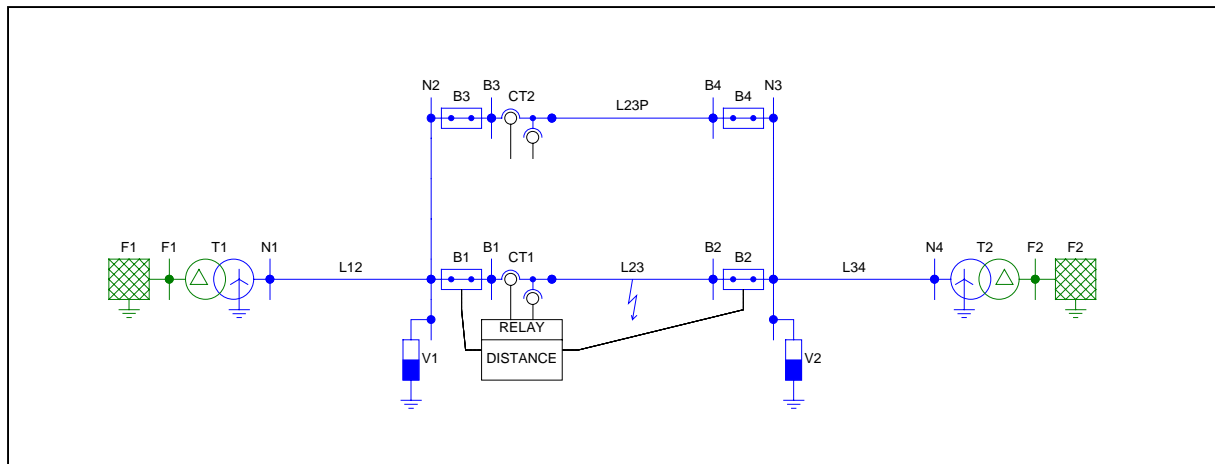 N2 B3 B4 N3
B3 CT2 L23P B4
F1 F1 T1 N1 B1 B1 CT1 B2 B2 N4 T2 F2 F2
L12 L23 L34
RELAY
V1 DISTANCE V2